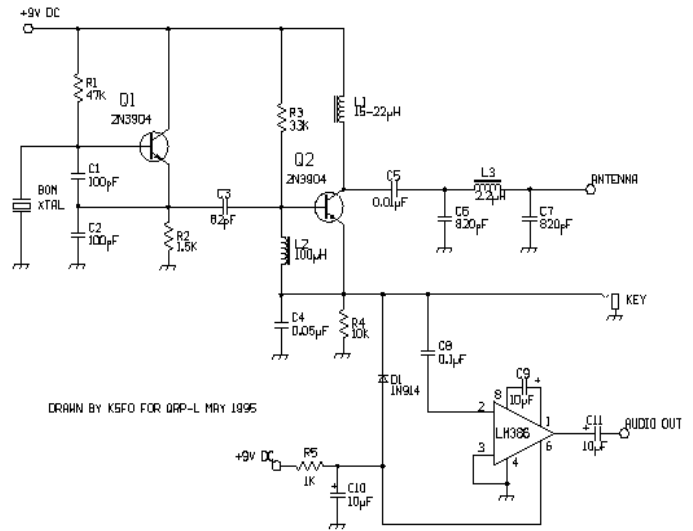 +9V DC
R1
47K
Q1
2N3904
R3
33K
L1
15-22µH
Q2
2N3904
C1
100pF
80M
XTAL
C2
100pF
R2
1.5K
C3
82pF
L2
100µH
C5
0.01µF
L3
2.2µH
ANTENNA
C6
820pF
C7
820pF
C4
0.05µF
R4
10K
KEY
D1
1N914
C8
0.1µF
C9
10µF
+
8
2
1
LM386
3
6
4
+
C11
10µF
AUDIO OUT
DRAWN BY K5FO FOR QRP-L MAY 1995
+9V DC
R5
1K
+
C10
10µF